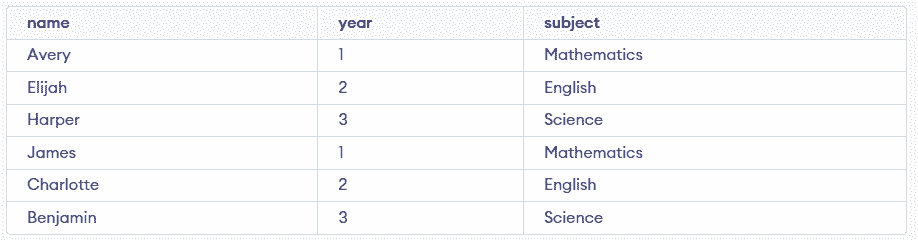 name year subject
Avery 1 Mathematics
Elijah 2 English
Harper 3 Science
James 1 Mathematics
Charlotte 2 English
Benjamin 3 Science